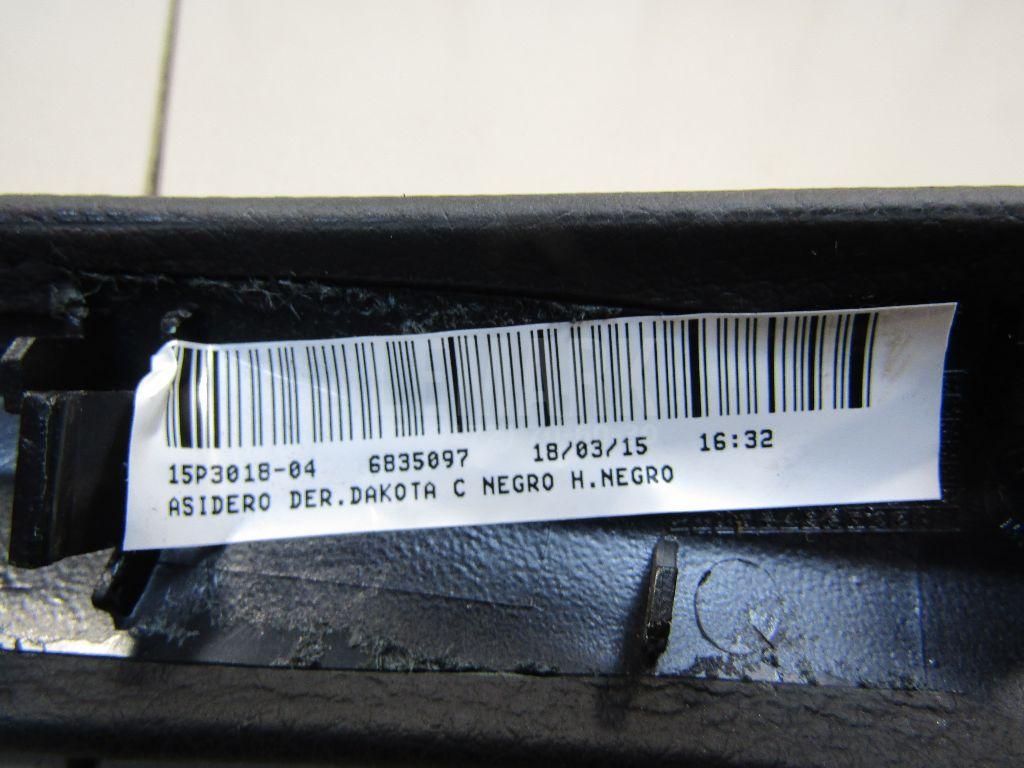 15P3018-04 6835097 18/03/15 16:32
ASIDERO DER.DAKOTA C NEGRO H.NEGRO